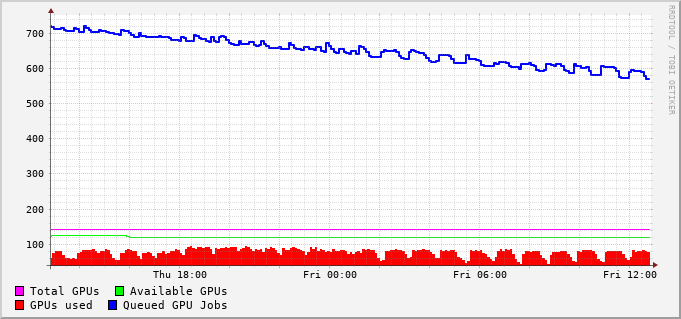 700
600
500
400
300
200
100
Thu 18:00 Fri 00:00 Fri 06:00 Fri 12:00
Total GPUs Available GPUs
GPUs used Queued GPU Jobs
RRDTOOL / TOBI OETIKER